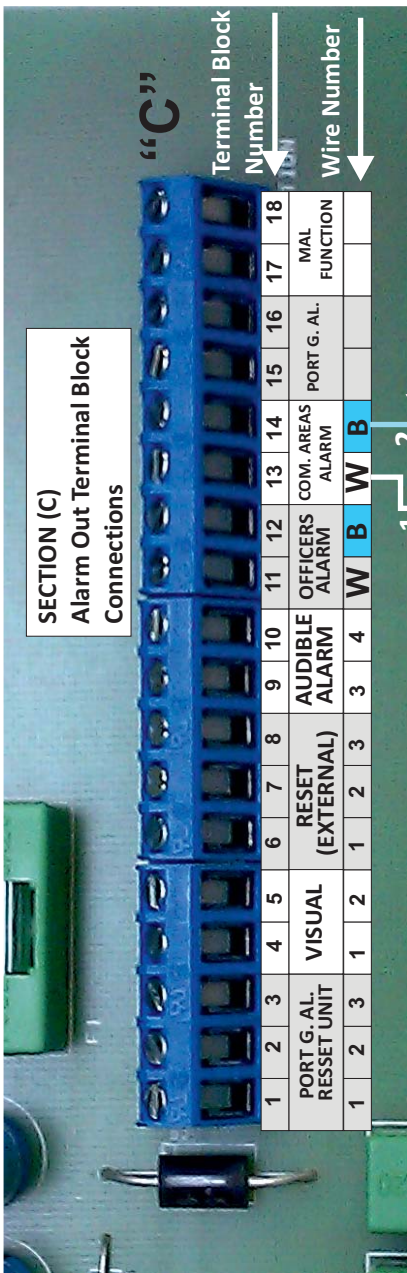 SECTION (C)
Alarm Out Terminal Block
Connections
“C”
Terminal Block
Number
F1
1 2 3 4 5 6 7 8 9 10 11 12 13 14 15 16 17 18
PORT G. AL.
RESSET UNIT
VISUAL
RESET
(EXTERNAL)
AUDIBLE
ALARM
OFFICERS
ALARM
COM. AREAS
ALARM
PORT G. AL.
MAL
FUNCTION
Wire Number
1 2 3 1 2 1 2 3 3 4 W B W B
1 2